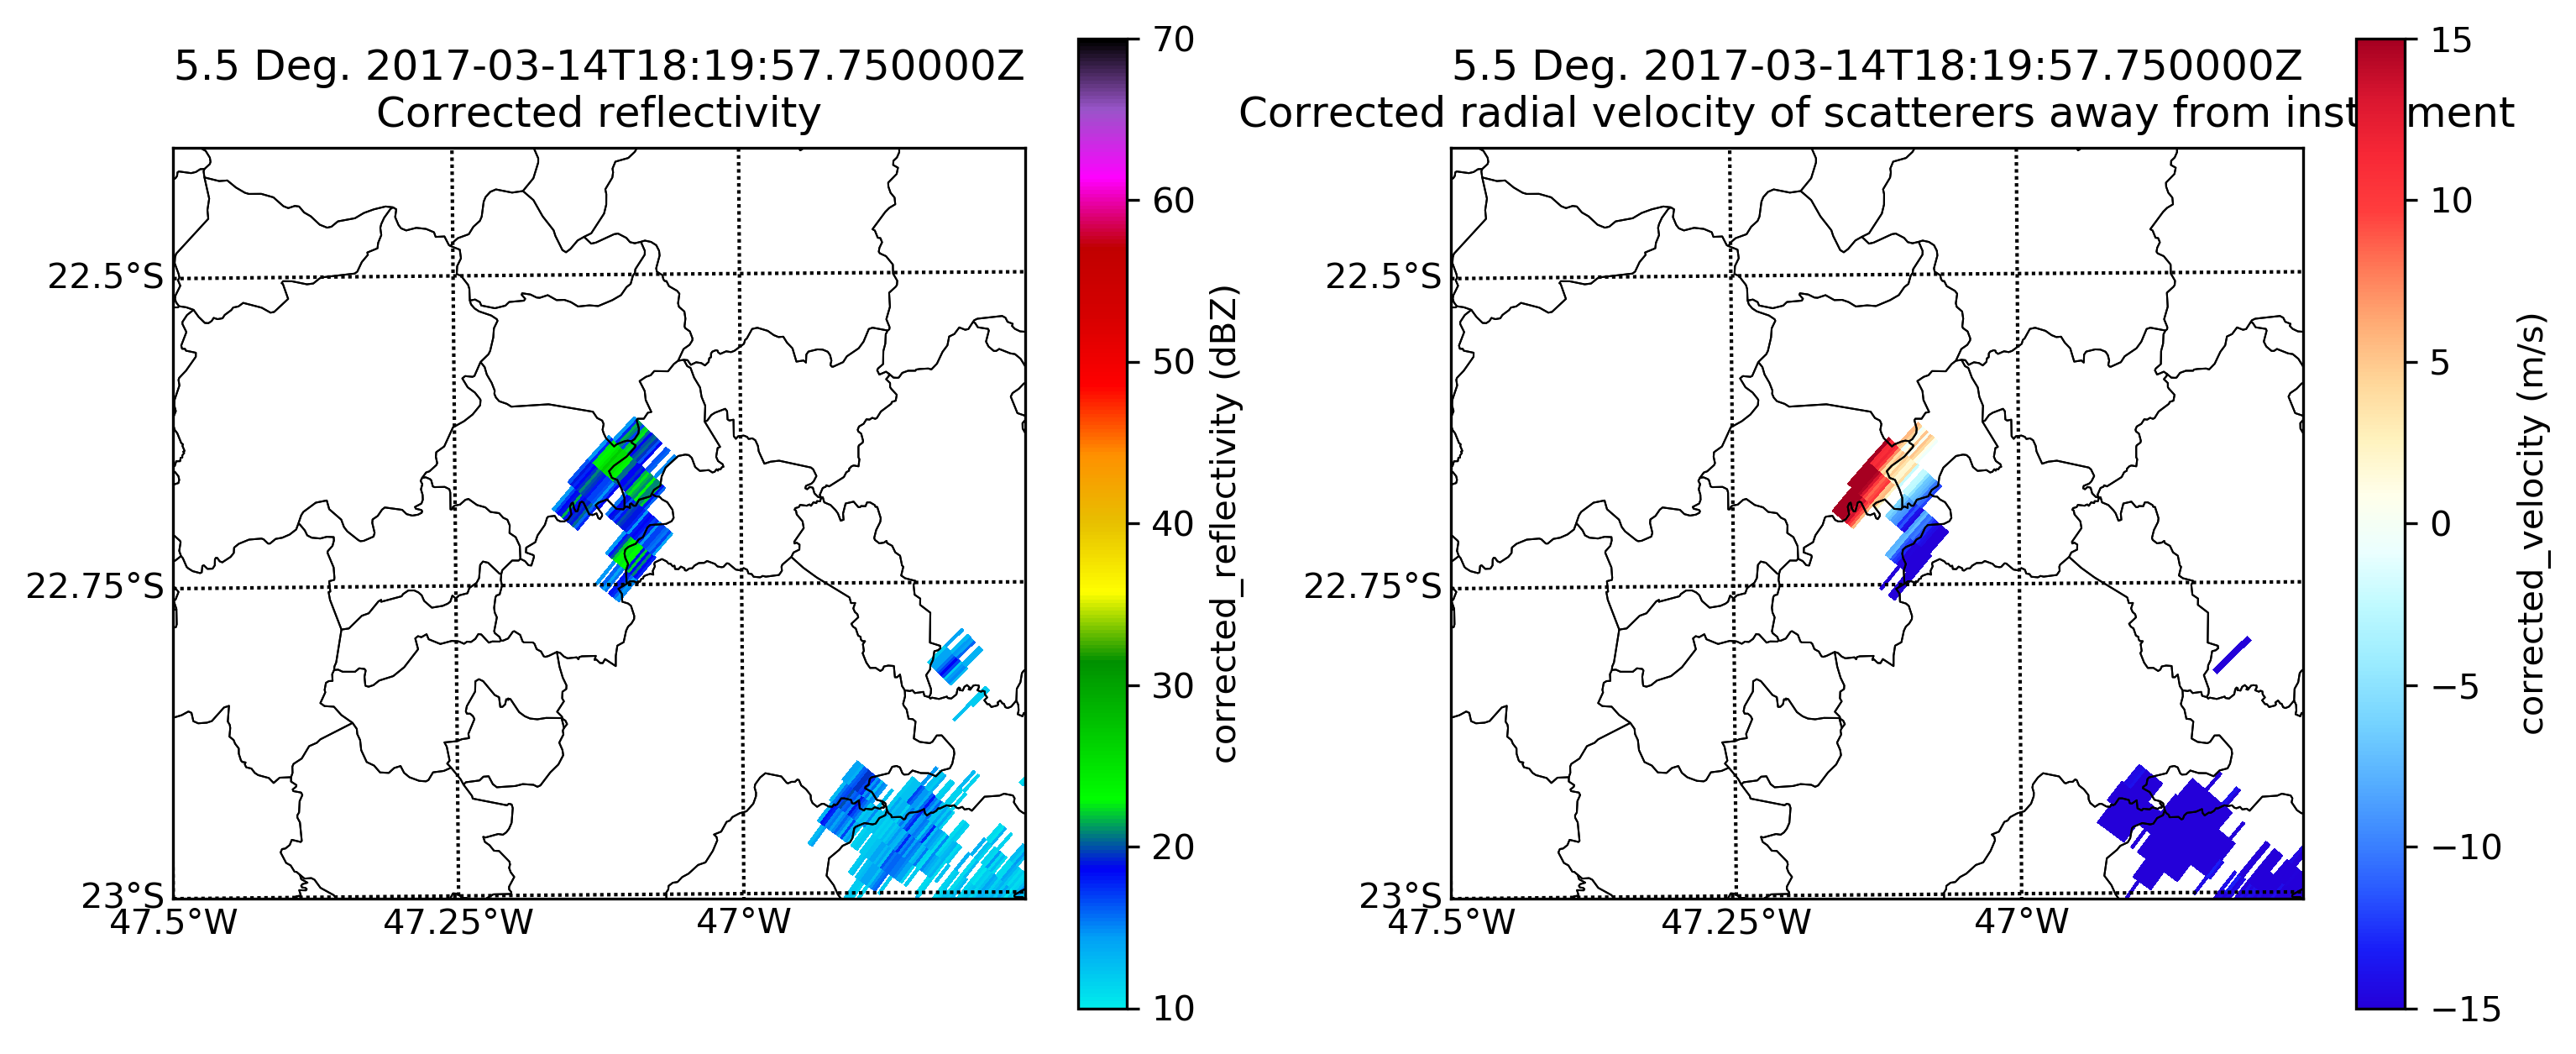 5.5 Deg. 2017-03-14T18:19:57.750000Z
Corrected reflectivity
22.5°S
22.75°S
23°S
47.5°W
47.25°W
47°W
70
60
50
40
30
20
10
corrected_reflectivity (dBZ)
5.5 Deg. 2017-03-14T18:19:57.750000Z
Corrected radial velocity of scatterers away from inst ment
22.5°S
22.75°S
23°S
47.5°W
47.25°W
47°W
15
10
5
0
−5
−10
−15
corrected_velocity (m/s)